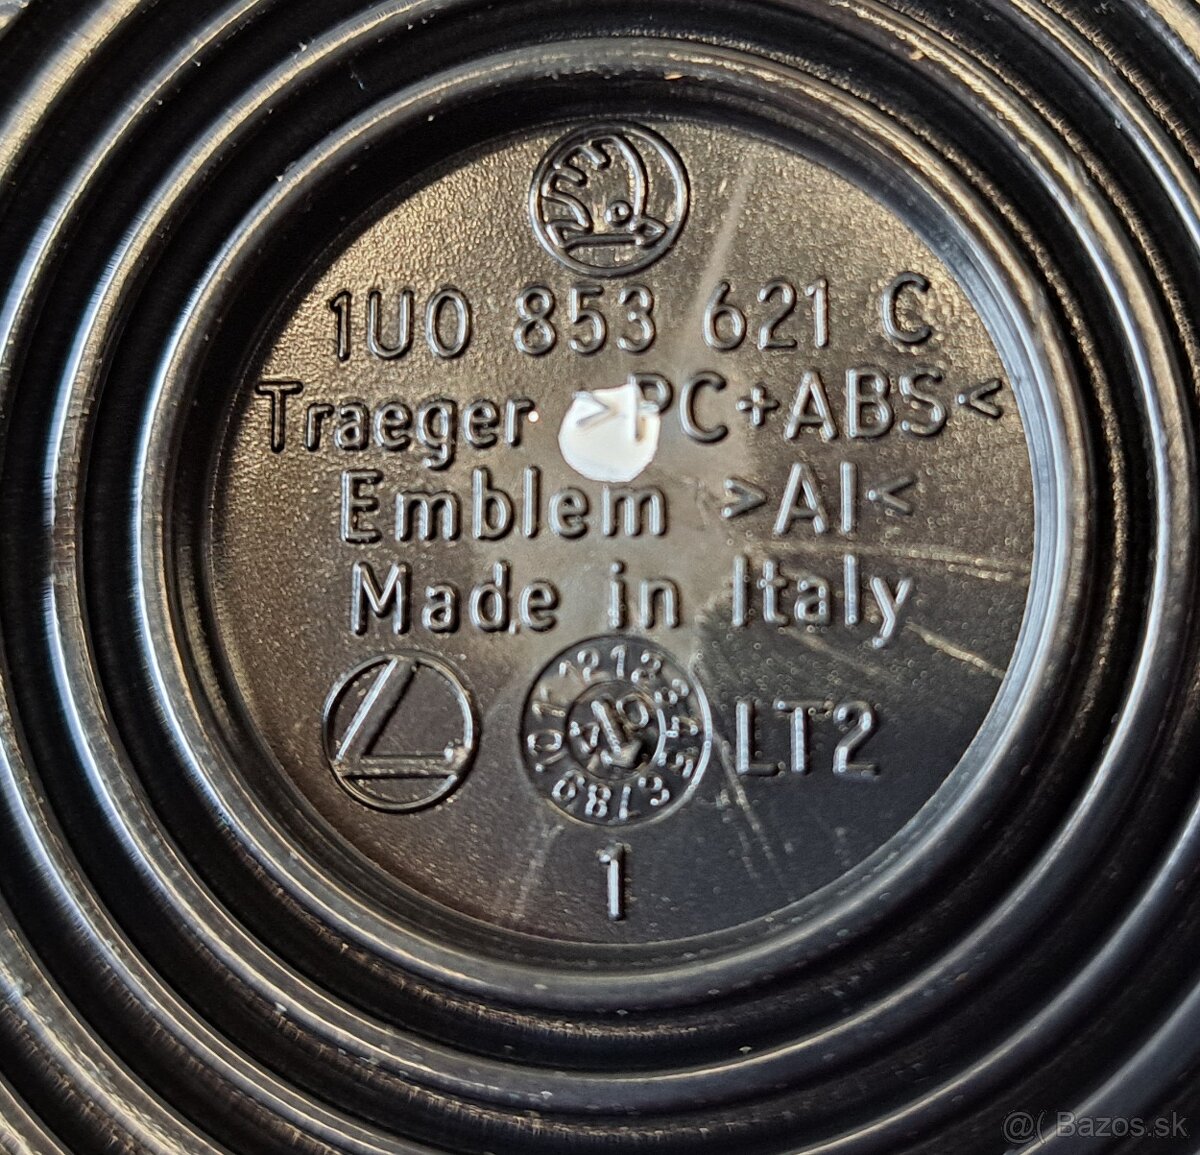 1U0 853 621 C
Traeger >PC+ABS<
Emblem >Al<
Made in Italy
LT2
1
@( Bazos.sk